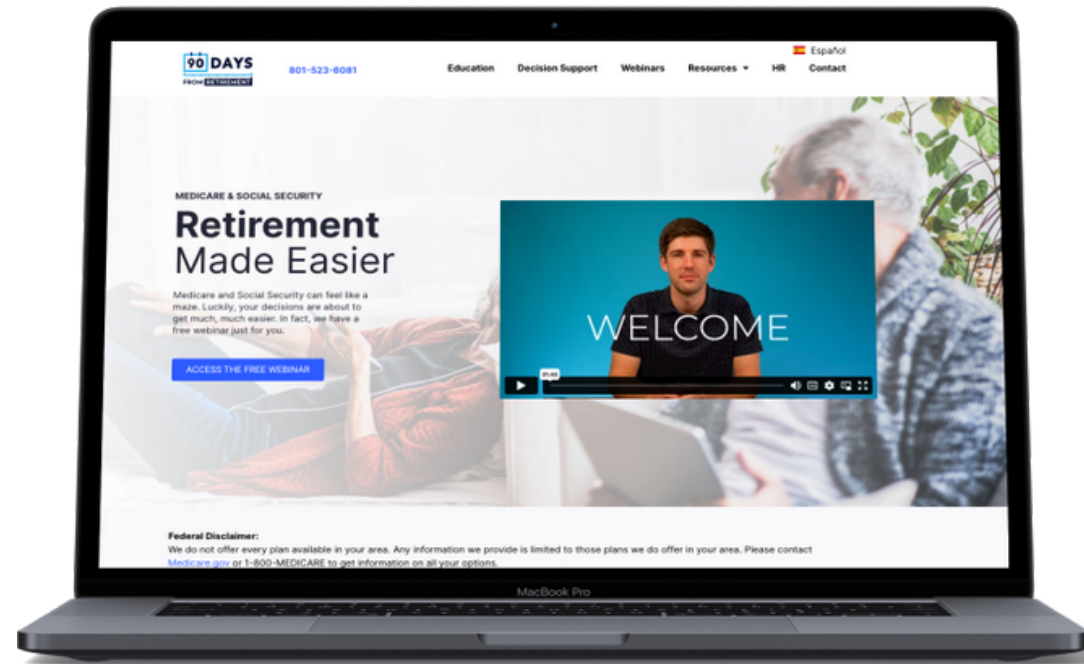 Español
90 DAYS
FROM RETIREMENT
801-523-6081
Education Decision Support Webinars Resources HR Contact
MEDICARE & SOCIAL SECURITY
Retirement
Made Easier
Medicare and Social Security can feel like a
maze. Luckily, your decisions are about to
get much, much easier. In fact, we have a
free webinar just for you.
ACCESS THE FREE WEBINAR
WELCOME
01:40
Federal Disclaimer:
We do not offer every plan available in your area. Any information we provide is limited to those plans we do offer in your area. Please contact
Medicare.gov or 1-800-MEDICARE to get information on all your options.
MacBook Pro